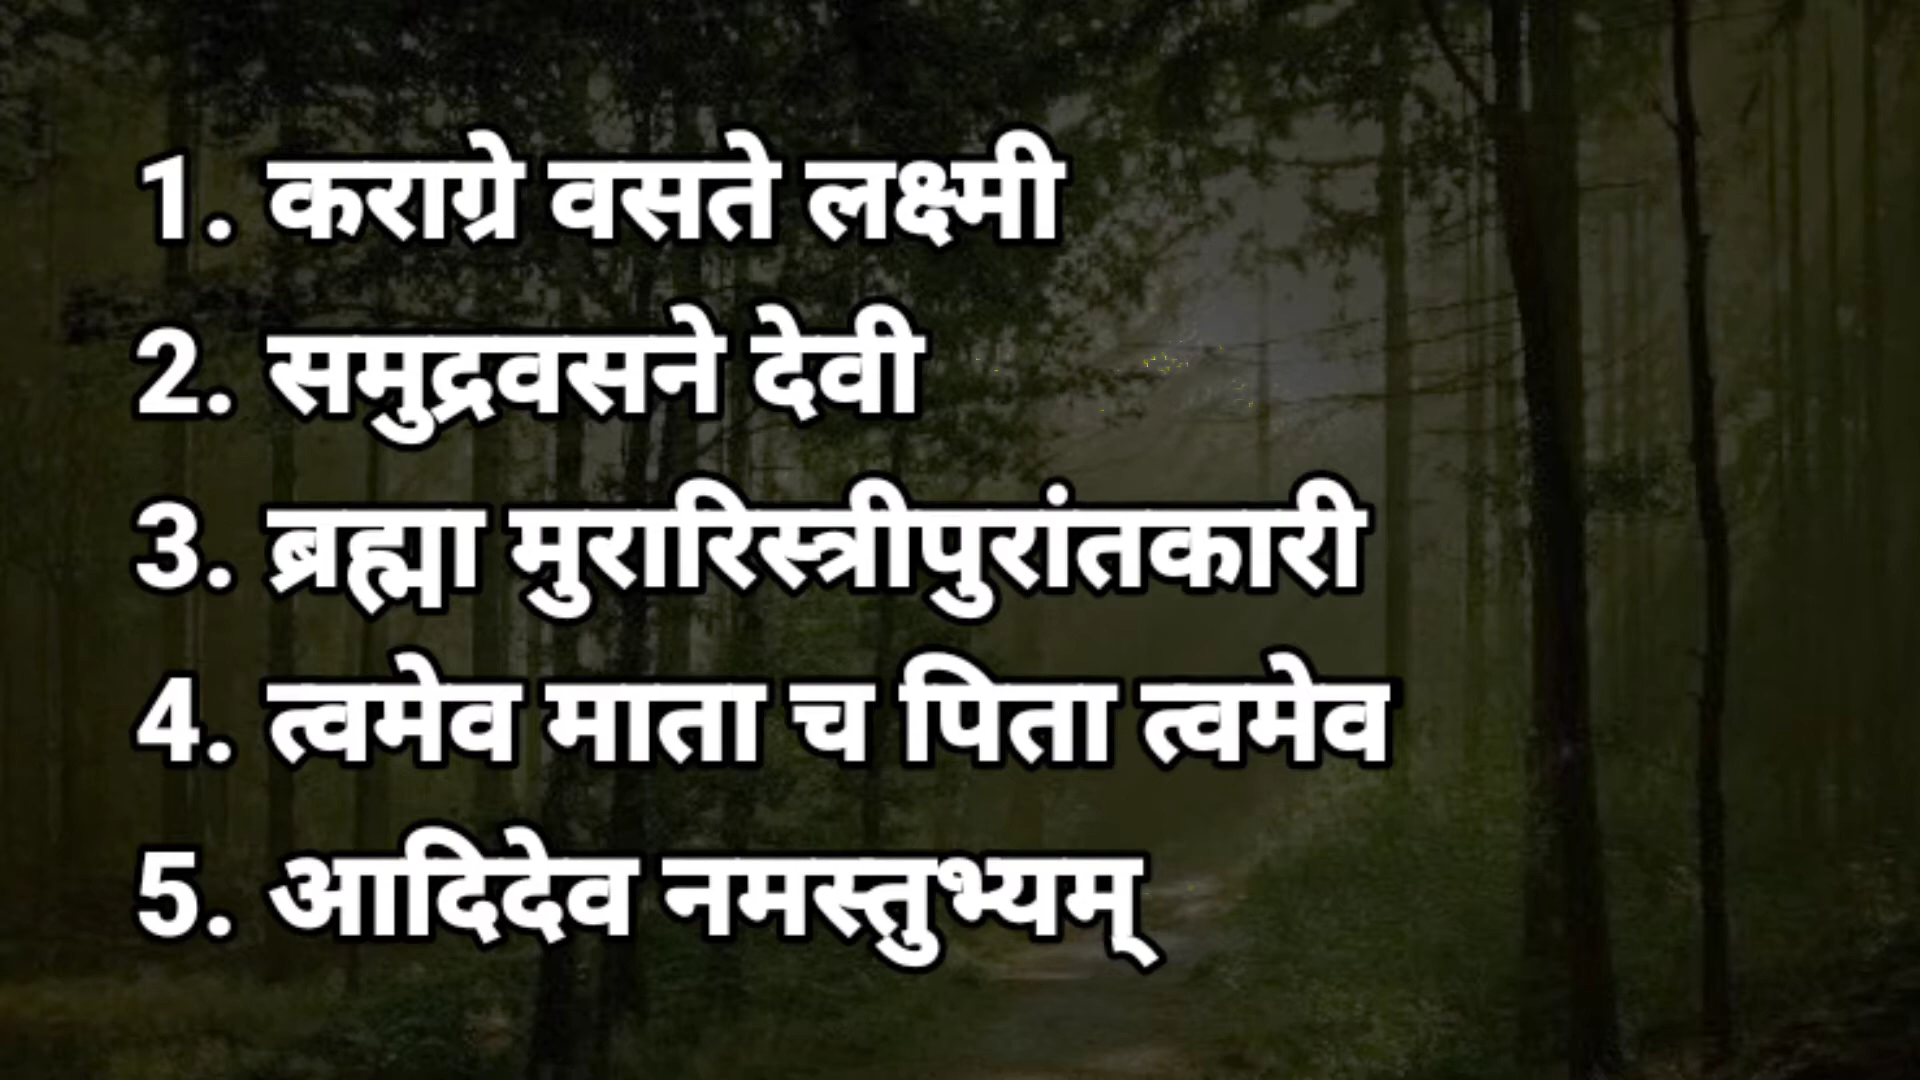 1. कराग्रे वसते लक्ष्मी
2. समुद्रवसने देवी
3. ब्रह्मा मुरारिस्त्रीपुरांतकारी
4. त्वमेव माता च पिता त्वमेव
5. आदिदेव नमस्तुभ्यम्